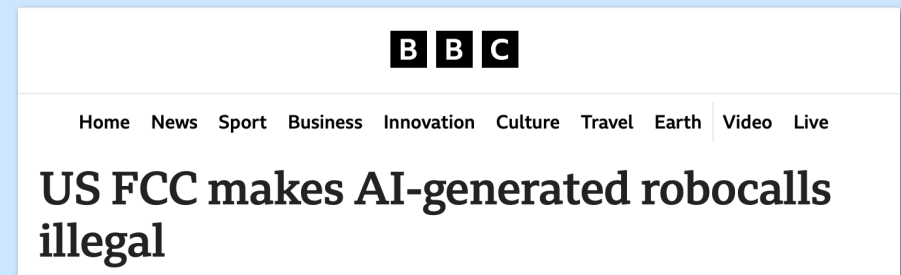 BBC
Home News Sport Business Innovation Culture Travel Earth Video Live
US FCC makes AI-generated robocalls
illegal